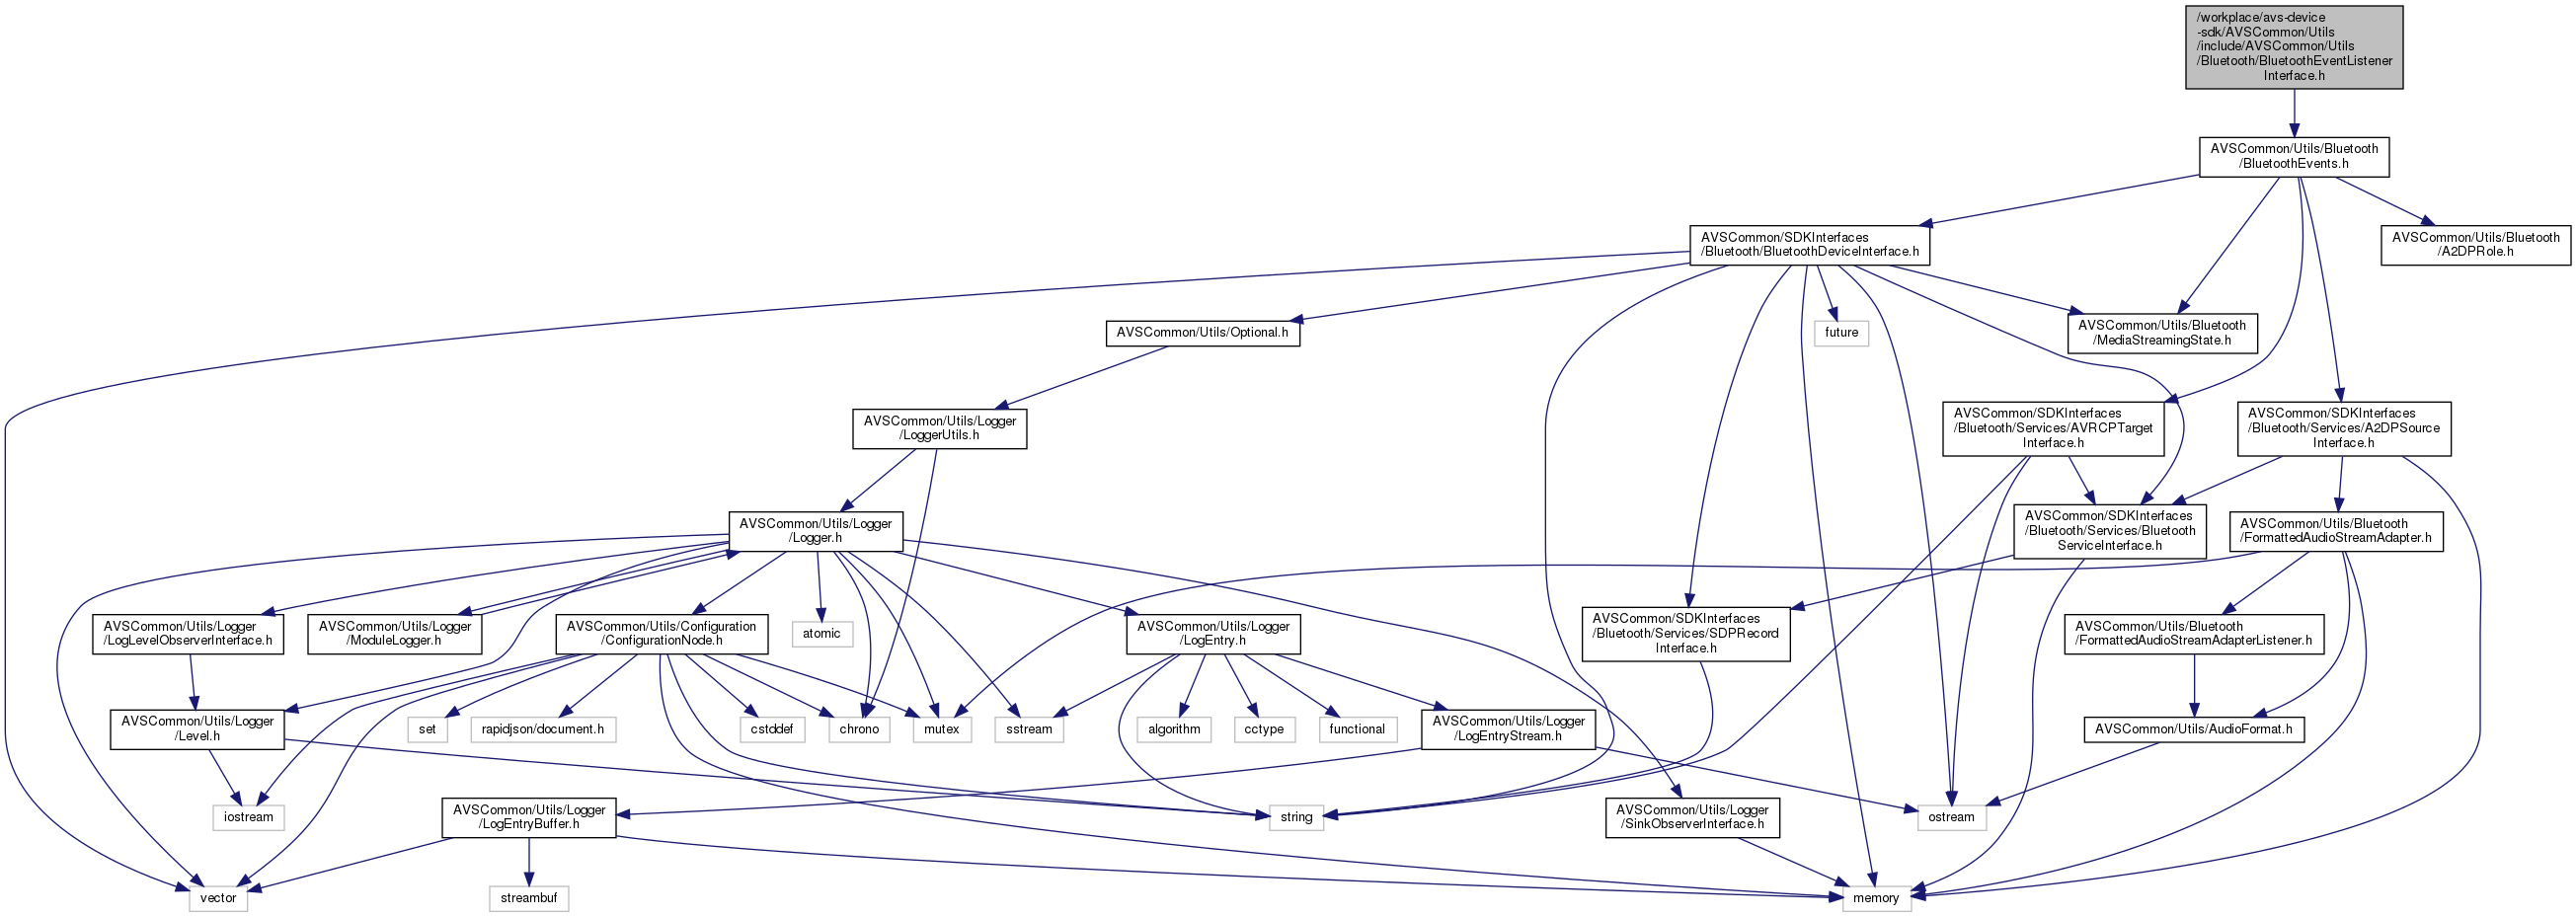 /workplace/avs-device
-sdk/AVSCommon/Utils
/include/AVSCommon/Utils
/Bluetooth/BluetoothEventListener
Interface.h
AVSCommon/Utils/Bluetooth
/BluetoothEvents.h
AVSCommon/SDKInterfaces
/Bluetooth/BluetoothDeviceInterface.h
AVSCommon/Utils/Bluetooth
/A2DPRole.h
AVSCommon/Utils/Optional.h
future
AVSCommon/Utils/Bluetooth
/MediaStreamingState.h
AVSCommon/Utils/Logger
/LoggerUtils.h
AVSCommon/SDKInterfaces
/Bluetooth/Services/AVRCPTarget
Interface.h
AVSCommon/SDKInterfaces
/Bluetooth/Services/A2DPSource
Interface.h
AVSCommon/Utils/Logger
/Logger.h
AVSCommon/SDKInterfaces
/Bluetooth/Services/Bluetooth
ServiceInterface.h
AVSCommon/Utils/Bluetooth
/FormattedAudioStreamAdapter.h
AVSCommon/Utils/Logger
/LogLevelObserverInterface.h
AVSCommon/Utils/Logger
/ModuleLogger.h
AVSCommon/Utils/Configuration
/ConfigurationNode.h
atomic
AVSCommon/Utils/Logger
/LogEntry.h
AVSCommon/SDKInterfaces
/Bluetooth/Services/SDPRecord
Interface.h
AVSCommon/Utils/Bluetooth
/FormattedAudioStreamAdapterListener.h
AVSCommon/Utils/Logger
/Level.h
set
rapidjson/document.h
cstddef
chrono
mutex
sstream
algorithm
cctype
functional
AVSCommon/Utils/Logger
/LogEntryStream.h
AVSCommon/Utils/AudioFormat.h
iostream
AVSCommon/Utils/Logger
/LogEntryBuffer.h
string
AVSCommon/Utils/Logger
/SinkObserverInterface.h
ostream
vector
streambuf
memory